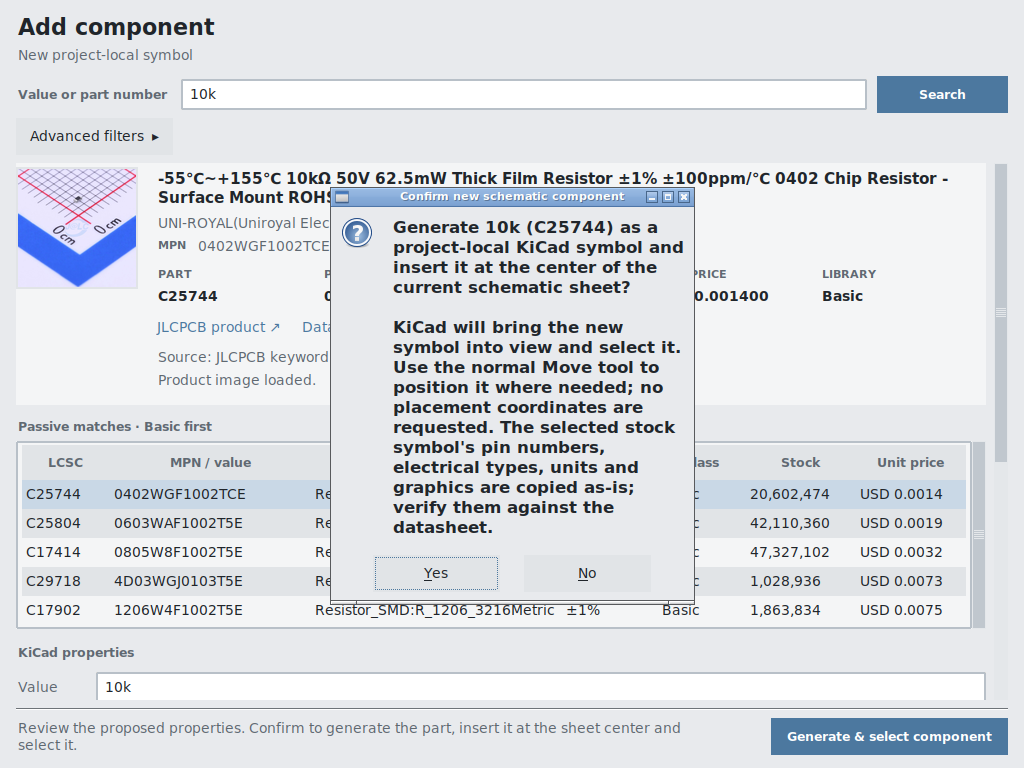 Add component
New project-local symbol
Value or part number
10k
Search
Advanced filters ▸
-55℃~+155℃ 10kΩ 50V 62.5mW Thick Film Resistor ±1% ±100ppm/℃ 0402 Chip Resistor -
Surface Mount ROHS
UNI-ROYAL(Uniroyal Elec
MPN 0402WGF1002TCE
PART
PRICE
LIBRARY
C25744
0.001400
Basic
JLCPCB product ↗
Source: JLCPCB keyword
Product image loaded.
0 cm
0 cm
Confirm new schematic component
Generate 10k (C25744) as a
project-local KiCad symbol and
insert it at the center of the
current schematic sheet?
KiCad will bring the new
symbol into view and select it.
Use the normal Move tool to
position it where needed; no
placement coordinates are
requested. The selected stock
symbol's pin numbers,
electrical types, units and
graphics are copied as-is;
verify them against the
datasheet.
Yes
No
Passive matches · Basic first
LCSC MPN / value Stock Unit price
C25744 0402WGF1002TCE Re 20,602,474 USD 0.0014
C25804 0603WAF1002T5E Re 42,110,360 USD 0.0019
C17414 0805W8F1002T5E Re 47,327,102 USD 0.0032
C29718 4D03WGJ0103T5E Re 1,028,936 USD 0.0073
C17902 1206W4F1002T5E Resistor_SMD:R_1206_3216Metric ±1% Basic 1,863,834 USD 0.0075
KiCad properties
Value
10k
Review the proposed properties. Confirm to generate the part, insert it at the sheet center and
select it.
Generate & select component